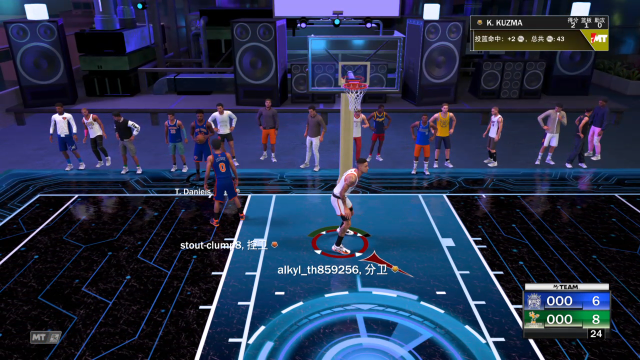 K. KUZMA
得分 篮板 助攻
2 1 0
投篮命中：+2 , 总共 : 43
MT
T. Daniels
0
stout-clump8, 控卫
alkyl_th859256, 分卫
TEAM
000 6
000 8
24
MT